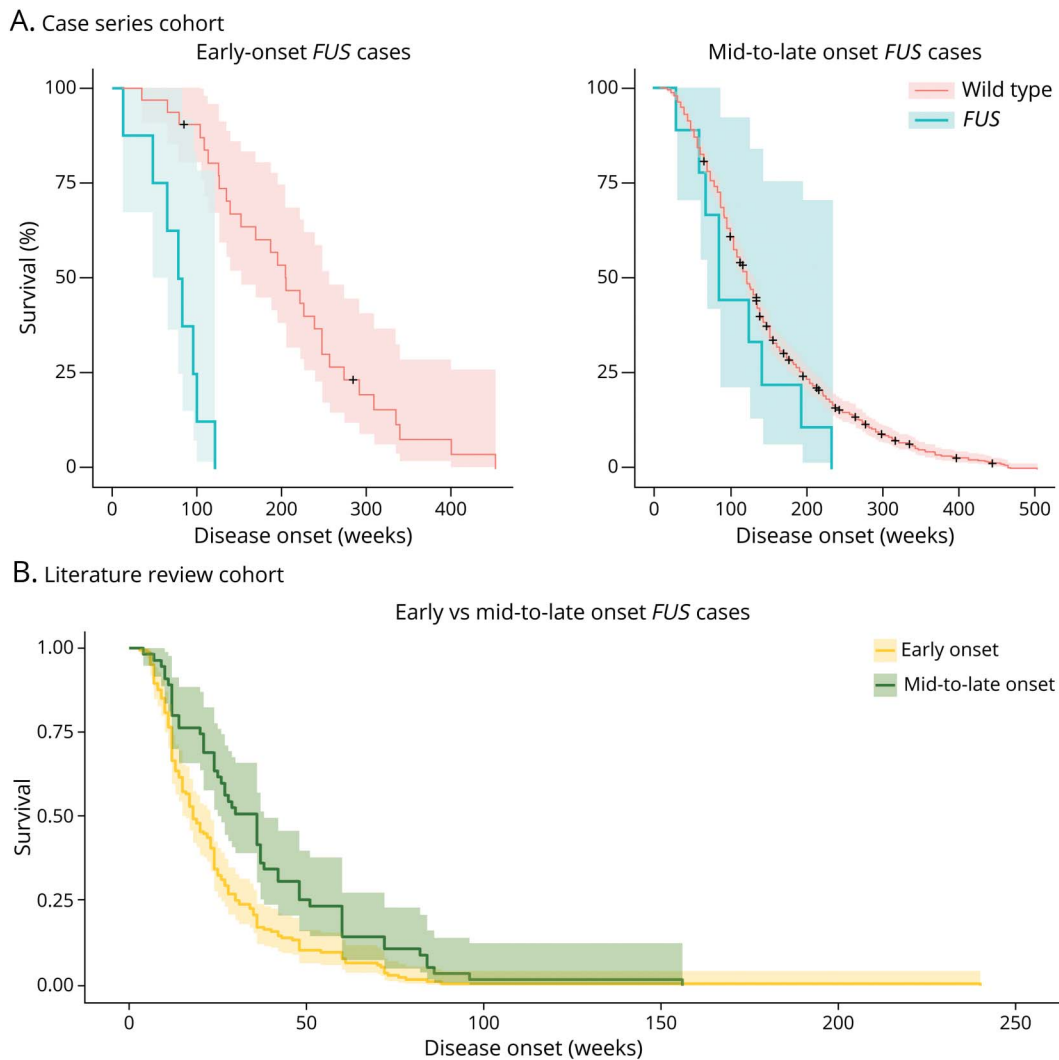 A. Case series cohort
Early-onset FUS cases
Mid-to-late onset FUS cases
Survival (%)
100
75
50
25
0
0 100 200 300 400
Disease onset (weeks)
100
75
50
25
0
0 100 200 300 400 500
Disease onset (weeks)
Wild type
FUS
B. Literature review cohort
Early vs mid-to-late onset FUS cases
Early onset
Mid-to-late onset
Survival
1.00
0.75
0.50
0.25
0.00
0 50 100 150 200 250
Disease onset (weeks)